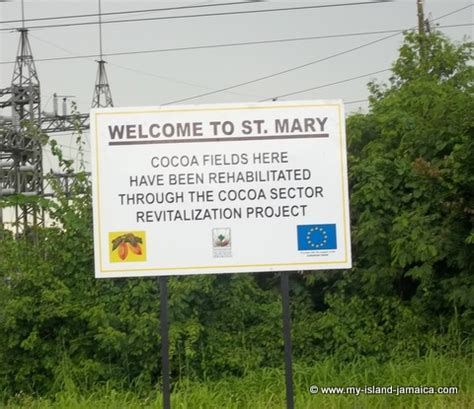 WELCOME TO ST. MARY
COCOA FIELDS HERE
HAVE BEEN REHABILITATED
THROUGH THE COCOA SECTOR
REVITALIZATION PROJECT
© www.my-island-jamaica.com